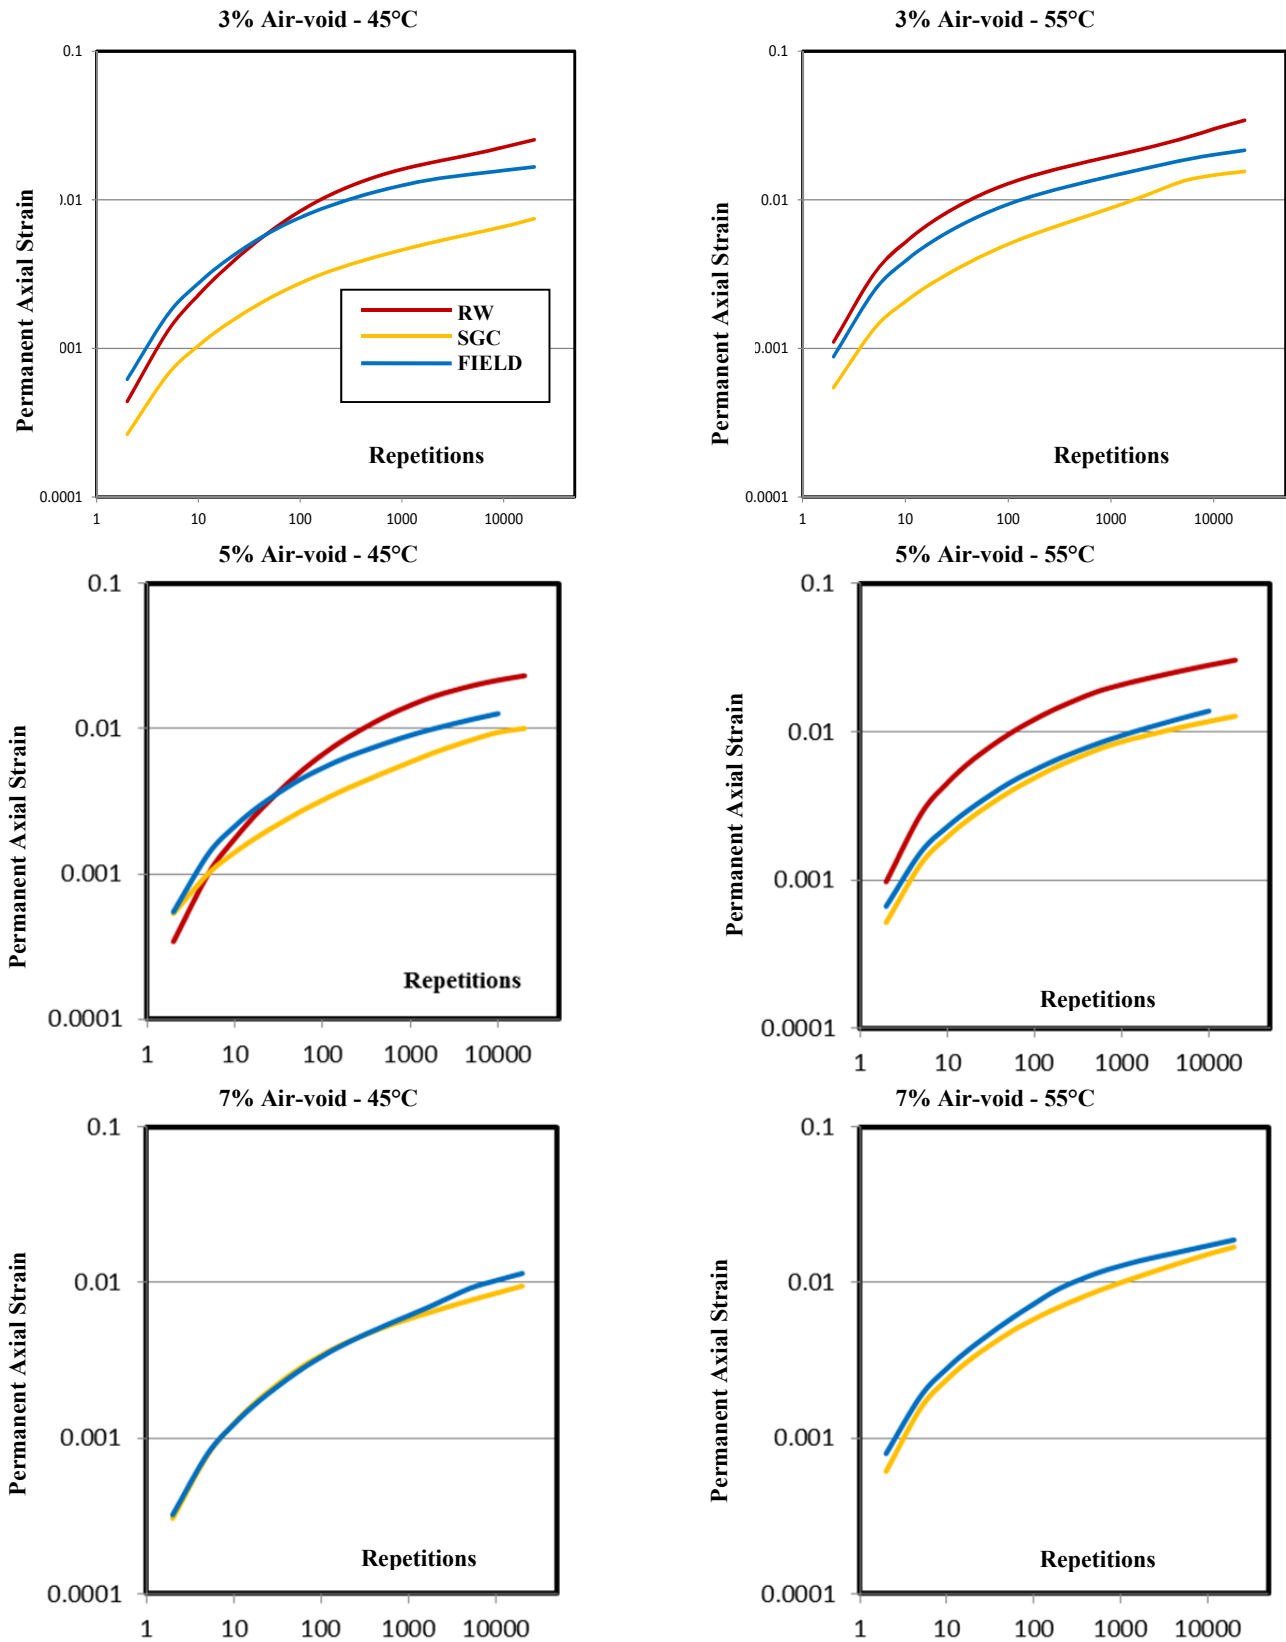 3% Air-void - 45°C
3% Air-void - 55°C
0.1
0.1
Permanent Axial Strain
Permanent Axial Strain
).01
0.01
RW
SGC
FIELD
001
0.001
Repetitions
Repetitions
0.0001
0.0001
1 10 100 1000 10000
1 10 100 1000 10000
5% Air-void - 45°C
5% Air-void - 55°C
0.1
0.1
Permanent Axial Strain
Permanent Axial Strain
0.01
0.01
0.001
0.001
Repetitions
Repetitions
0.0001
0.0001
1 10 100 1000 10000
1 10 100 1000 10000
7% Air-void - 45°C
7% Air-void - 55°C
0.1
0.1
Permanent Axial Strain
Permanent Axial Strain
0.01
0.01
0.001
0.001
Repetitions
Repetitions
0.0001
0.0001
1 10 100 1000 10000
1 10 100 1000 10000